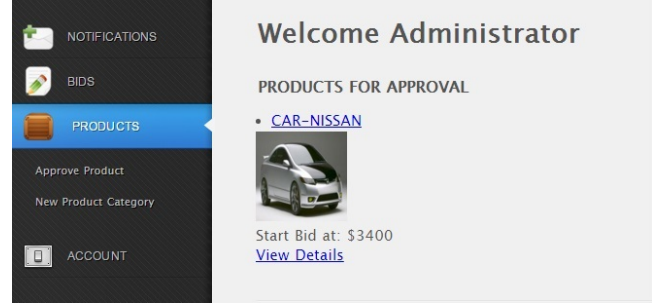 NOTIFICATIONS
BIDS
PRODUCTS
Approve Product
New Product Category
ACCOUNT
Welcome Administrator
PRODUCTS FOR APPROVAL
• CAR-NISSAN
Start Bid at: $3400
View Details